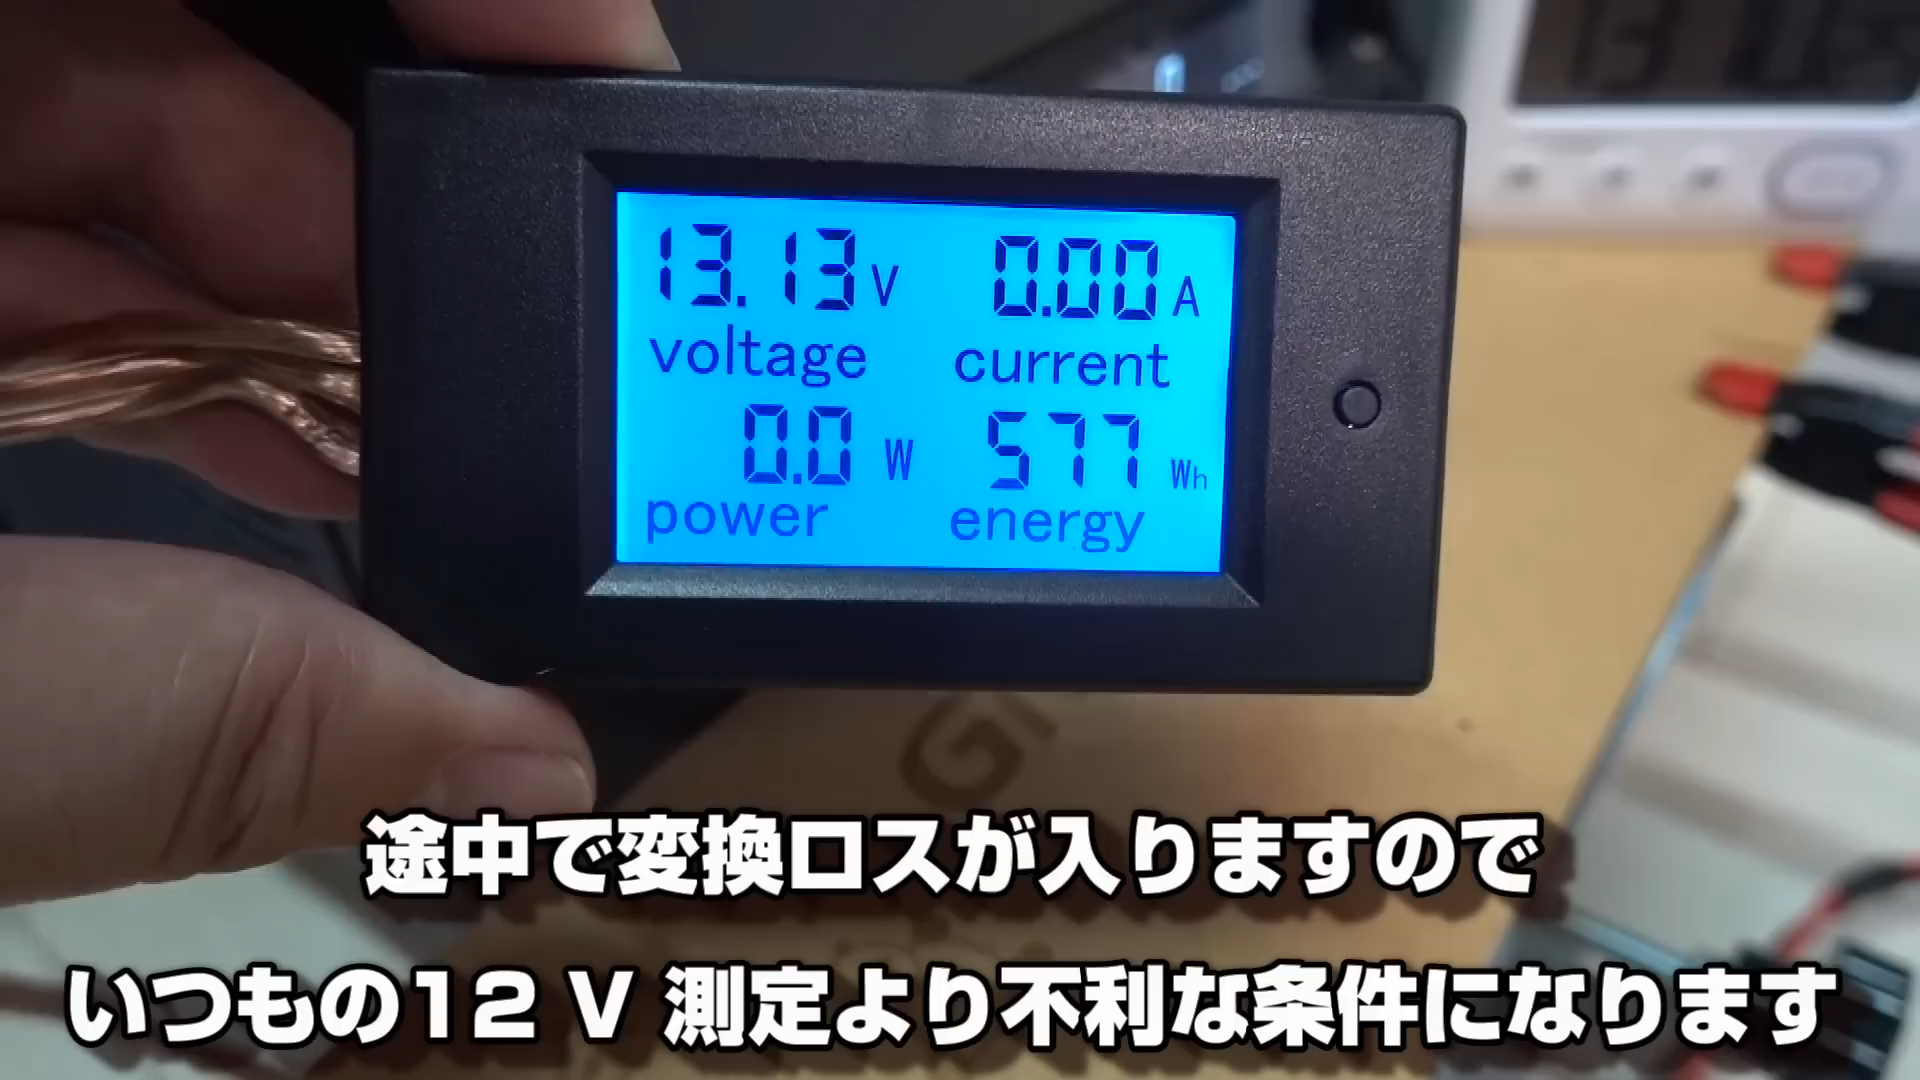 13.13 V 0.00 A
voltage current
0.0 W 577 Wh
power energy
途中で変換ロスが入りますので
いつもの12 V 測定より不利な条件になります